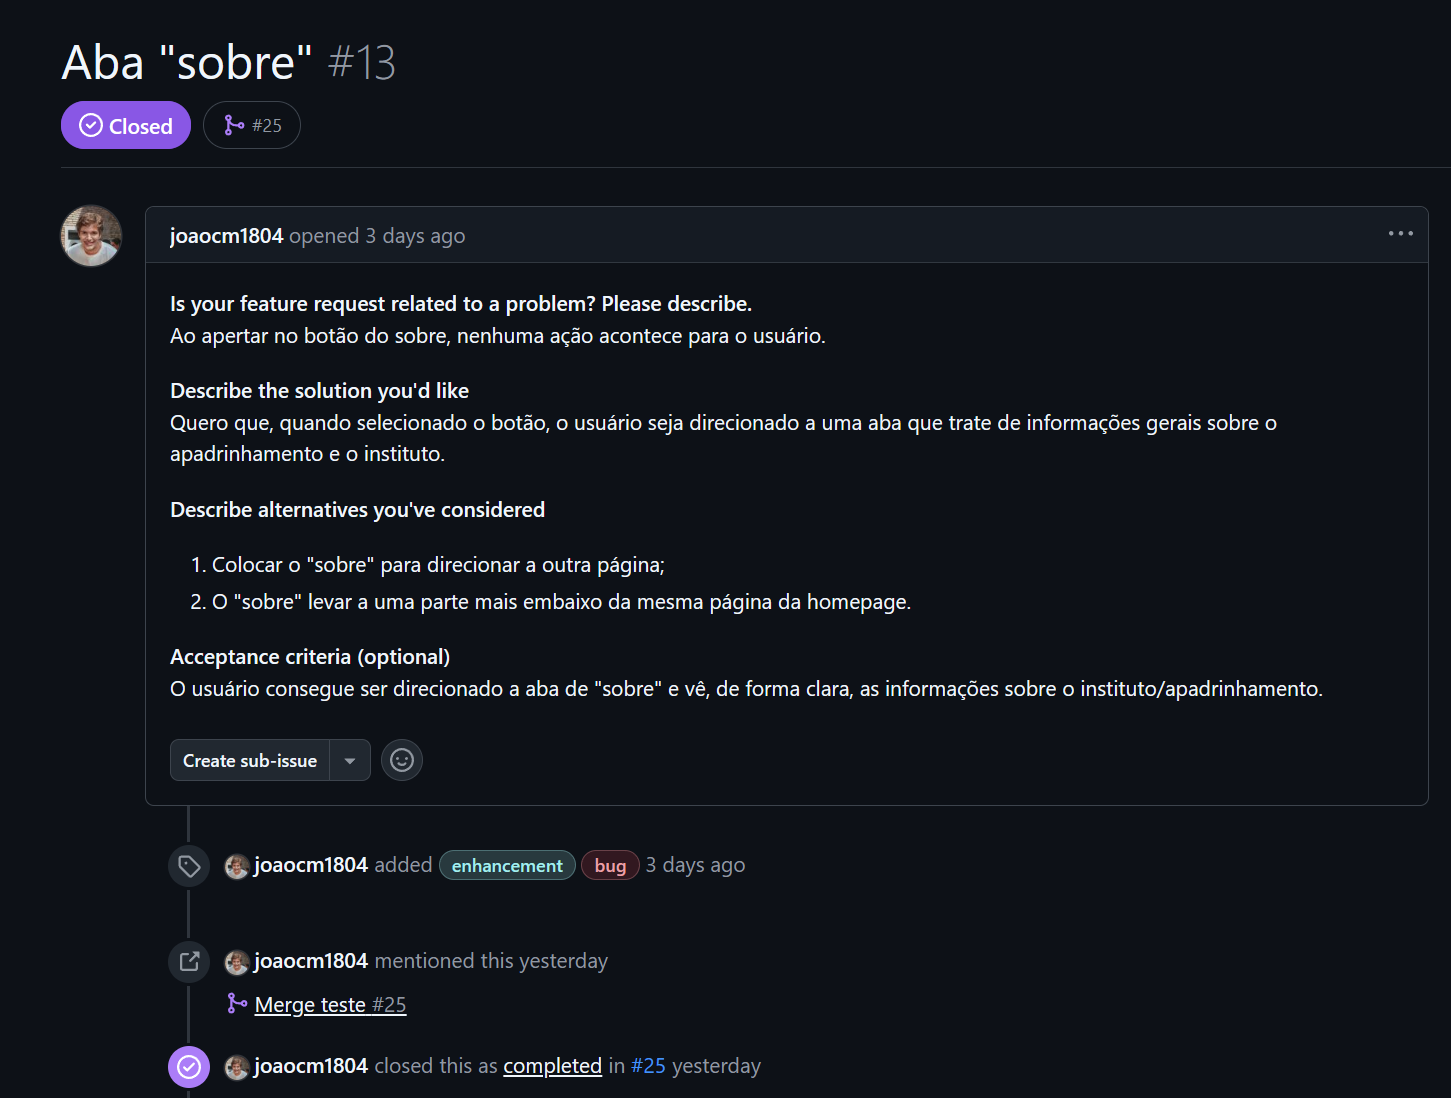 Aba "sobre" #13
Closed
#25
joaocm1804 opened 3 days ago
Is your feature request related to a problem? Please describe.
Ao apertar no botão do sobre, nenhuma ação acontece para o usuário.
Describe the solution you'd like
Quero que, quando selecionado o botão, o usuário seja direcionado a uma aba que trate de informações gerais sobre o
apadrinhamento e o instituto.
Describe alternatives you've considered
1. Colocar o "sobre" para direcionar a outra página;
2. O "sobre" levar a uma parte mais embaixo da mesma página da homepage.
Acceptance criteria (optional)
O usuário consegue ser direcionado a aba de "sobre" e vê, de forma clara, as informações sobre o instituto/apadrinhamento.
Create sub-issue
joaocm1804 added enhancement bug 3 days ago
joaocm1804 mentioned this yesterday
Merge teste #25
joaocm1804 closed this as completed in #25 yesterday